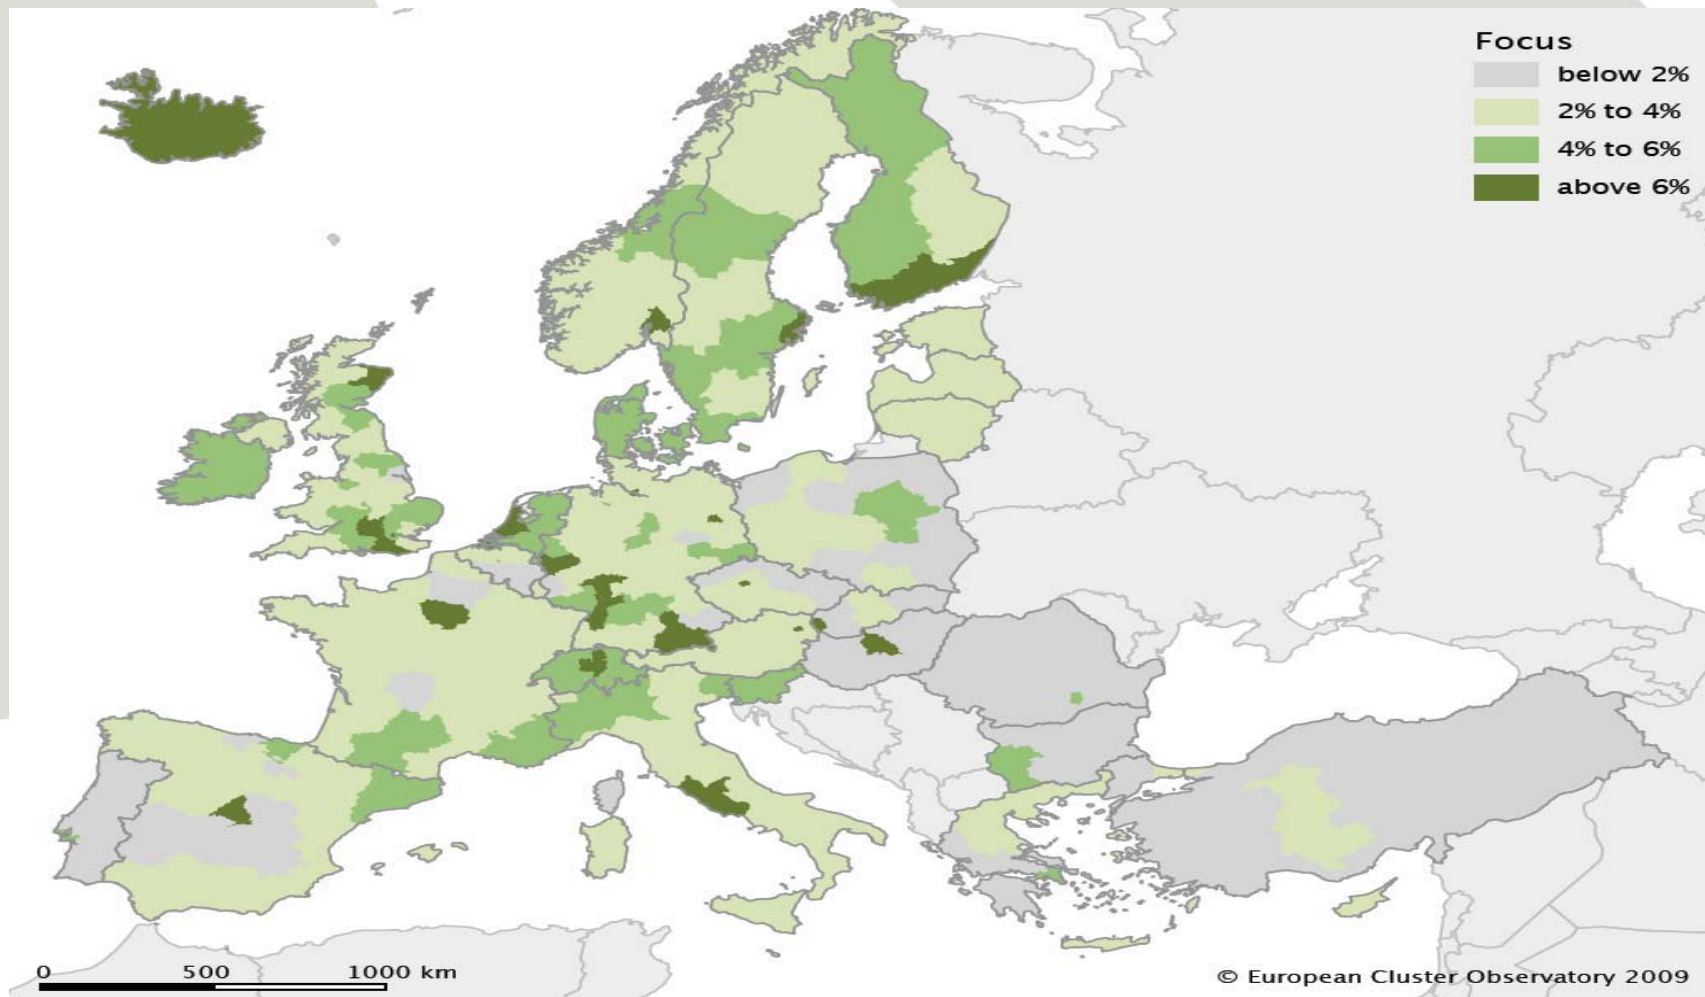 Focus
below 2%
2% to 4%
4% to 6%
above 6%
0 500 1000 km
© European Cluster Observatory 2009